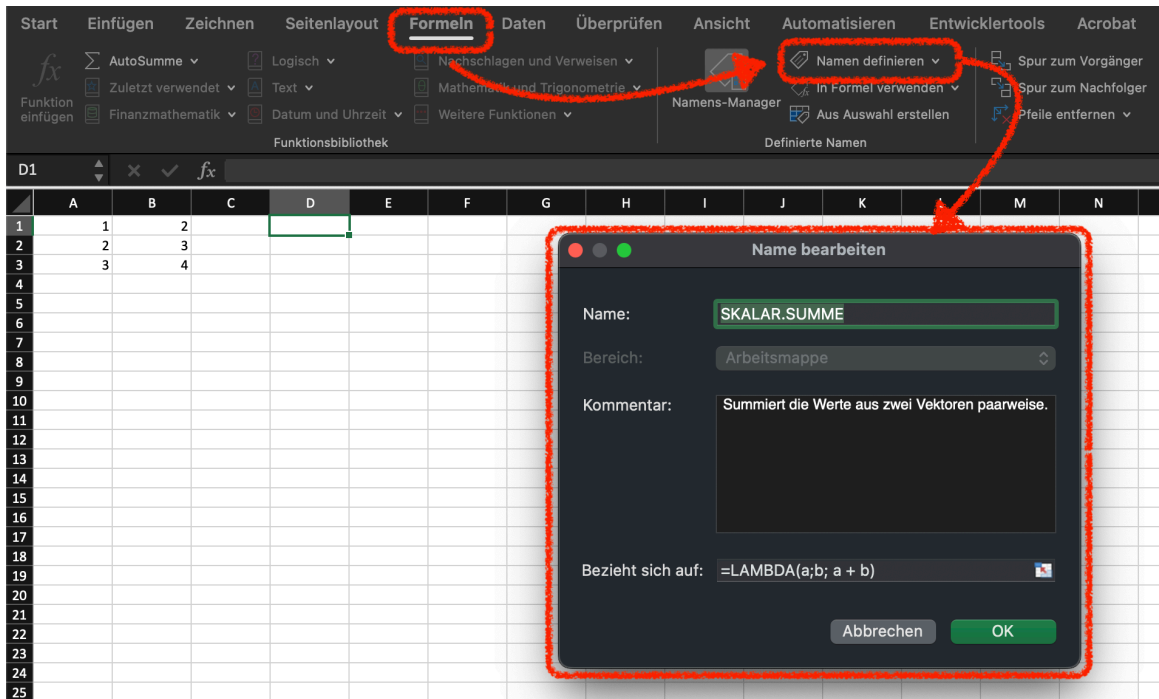 Start Einfügen Zeichnen Seitenlayout Formeln Daten Überprüfen Ansicht Automatisieren Entwicklertools Acrobat
fx
Funktion einfügen
AutoSumme
Zuletzt verwendet
Finanzmathematik
Logisch
Text
Datum und Uhrzeit
Nachschlagen und Verweisen
Mathematik und Trigonometrie
Weitere Funktionen
Funktionsbibliothek
Namens-Manager
Namen definieren
In Formel verwenden
Aus Auswahl erstellen
Definierte Namen
Spur zum Vorgänger
Spur zum Nachfolger
Pfeile entfernen
D1 fx
A B C D E F G H I J K L M N
1 1 2
2 2 3
3 3 4
4
5
6
7
8
9
10
11
12
13
14
15
16
17
18
19
20
21
22
23
24
25
Name bearbeiten
Name: SKALAR.SUMME
Bereich: Arbeitsmappe
Kommentar: Summiert die Werte aus zwei Vektoren paarweise.
Bezieht sich auf: =LAMBDA(a;b; a + b)
Abbrechen OK